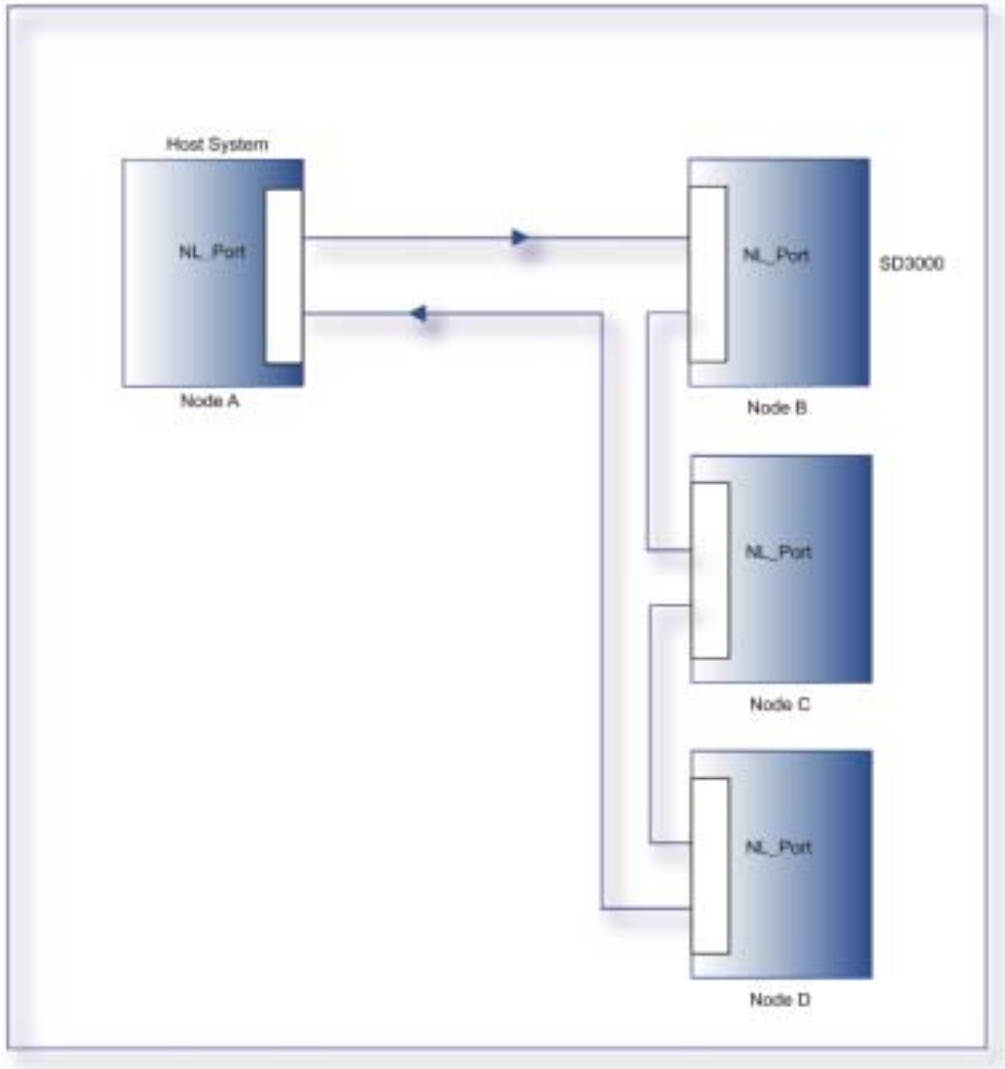 Host System
NL_Port
Node A
NL_Port
SD3000
Node B
NL_Port
Node C
NL_Port
Node D